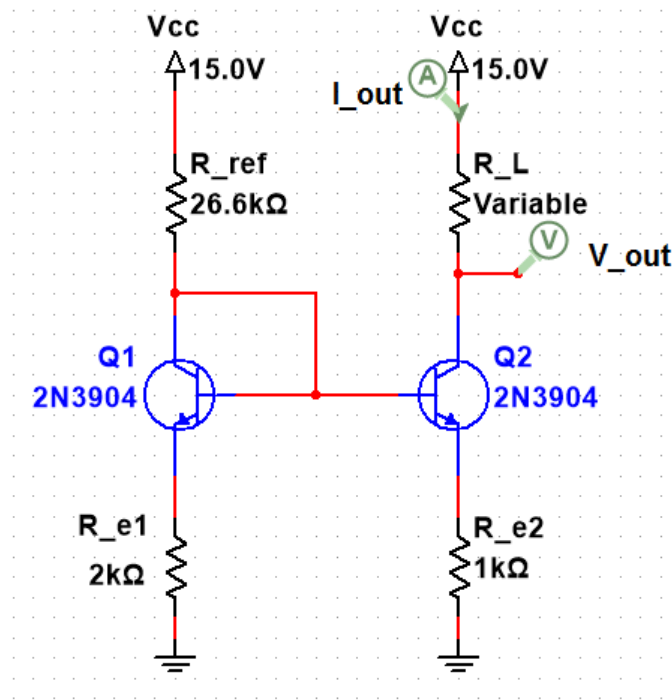 Vcc
15.0V
R_ref
26.6kΩ
Q1
2N3904
R_e1
2kΩ
Vcc
15.0V
A
I_out
R_L
Variable
V
V_out
Q2
2N3904
R_e2
1kΩ